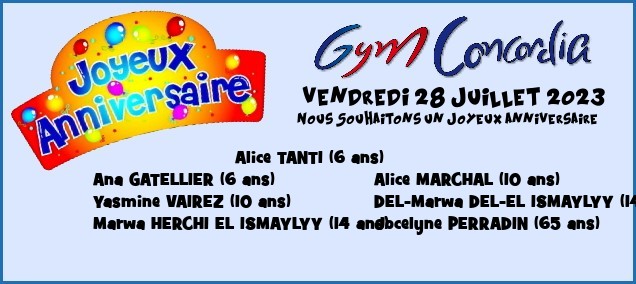 Joyeux
Anniversaire
Gym Concordia
VENDREDI 28 JUILLET 2023
NOUS SOUHAITONS UN JOYEUX ANNIVERSAIRE
Alice TANTI (6 ans)
Ana GATELLIER (6 ans)
Alice MARCHAL (10 ans)
Yasmine VAIREZ (10 ans)
DEL-Marwa DEL-EL ISMAYLYY (14
Marwa HERCHI EL ISMAYLYY (14 ans)
PERRADIN (65 ans)